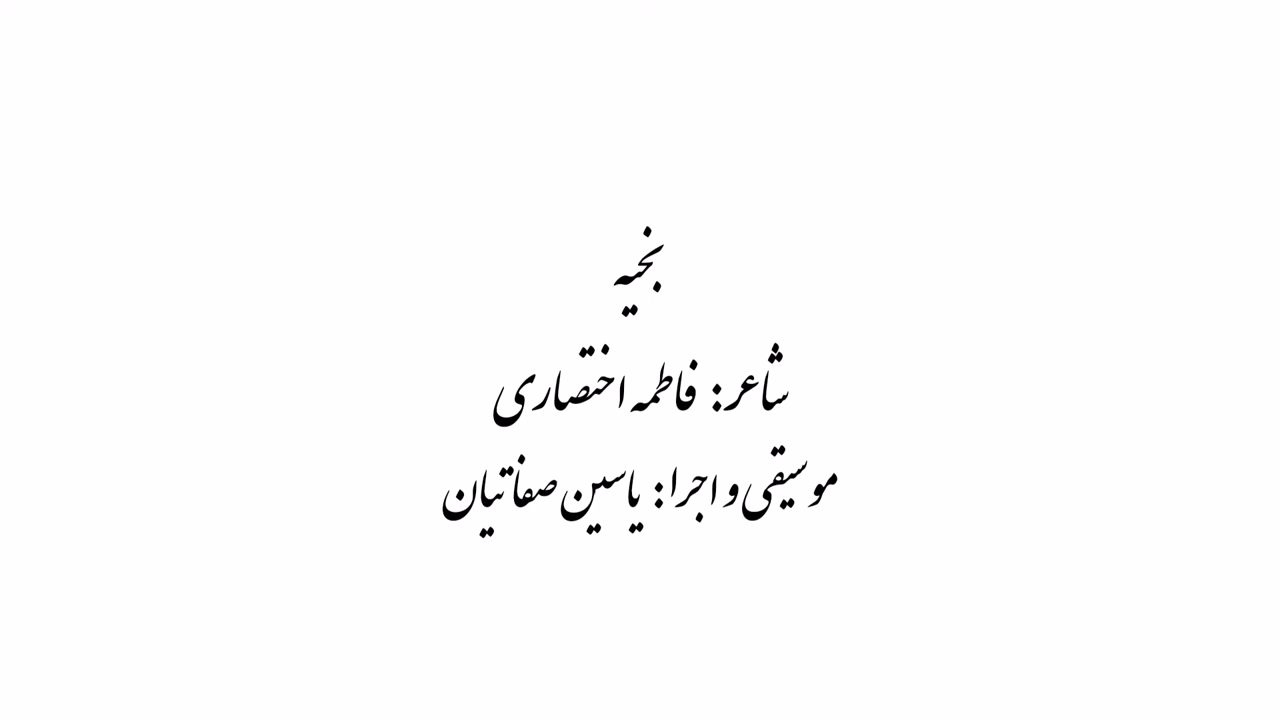 بخیه
شاعر: فاطمه اختصاری
موسیقی و اجرا: یاسین صفاتیان